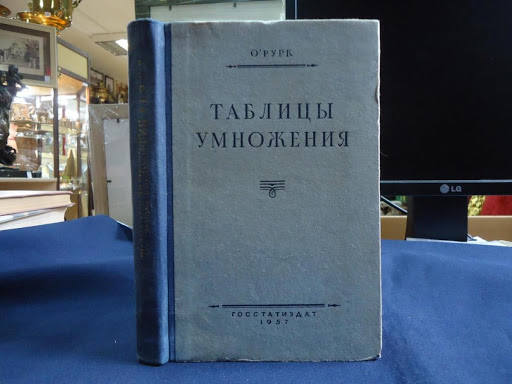 О'РУРК
ТАБЛИЦЫ
УМНОЖЕНИЯ
ГОССТАТИЗДАТ
1957
LG